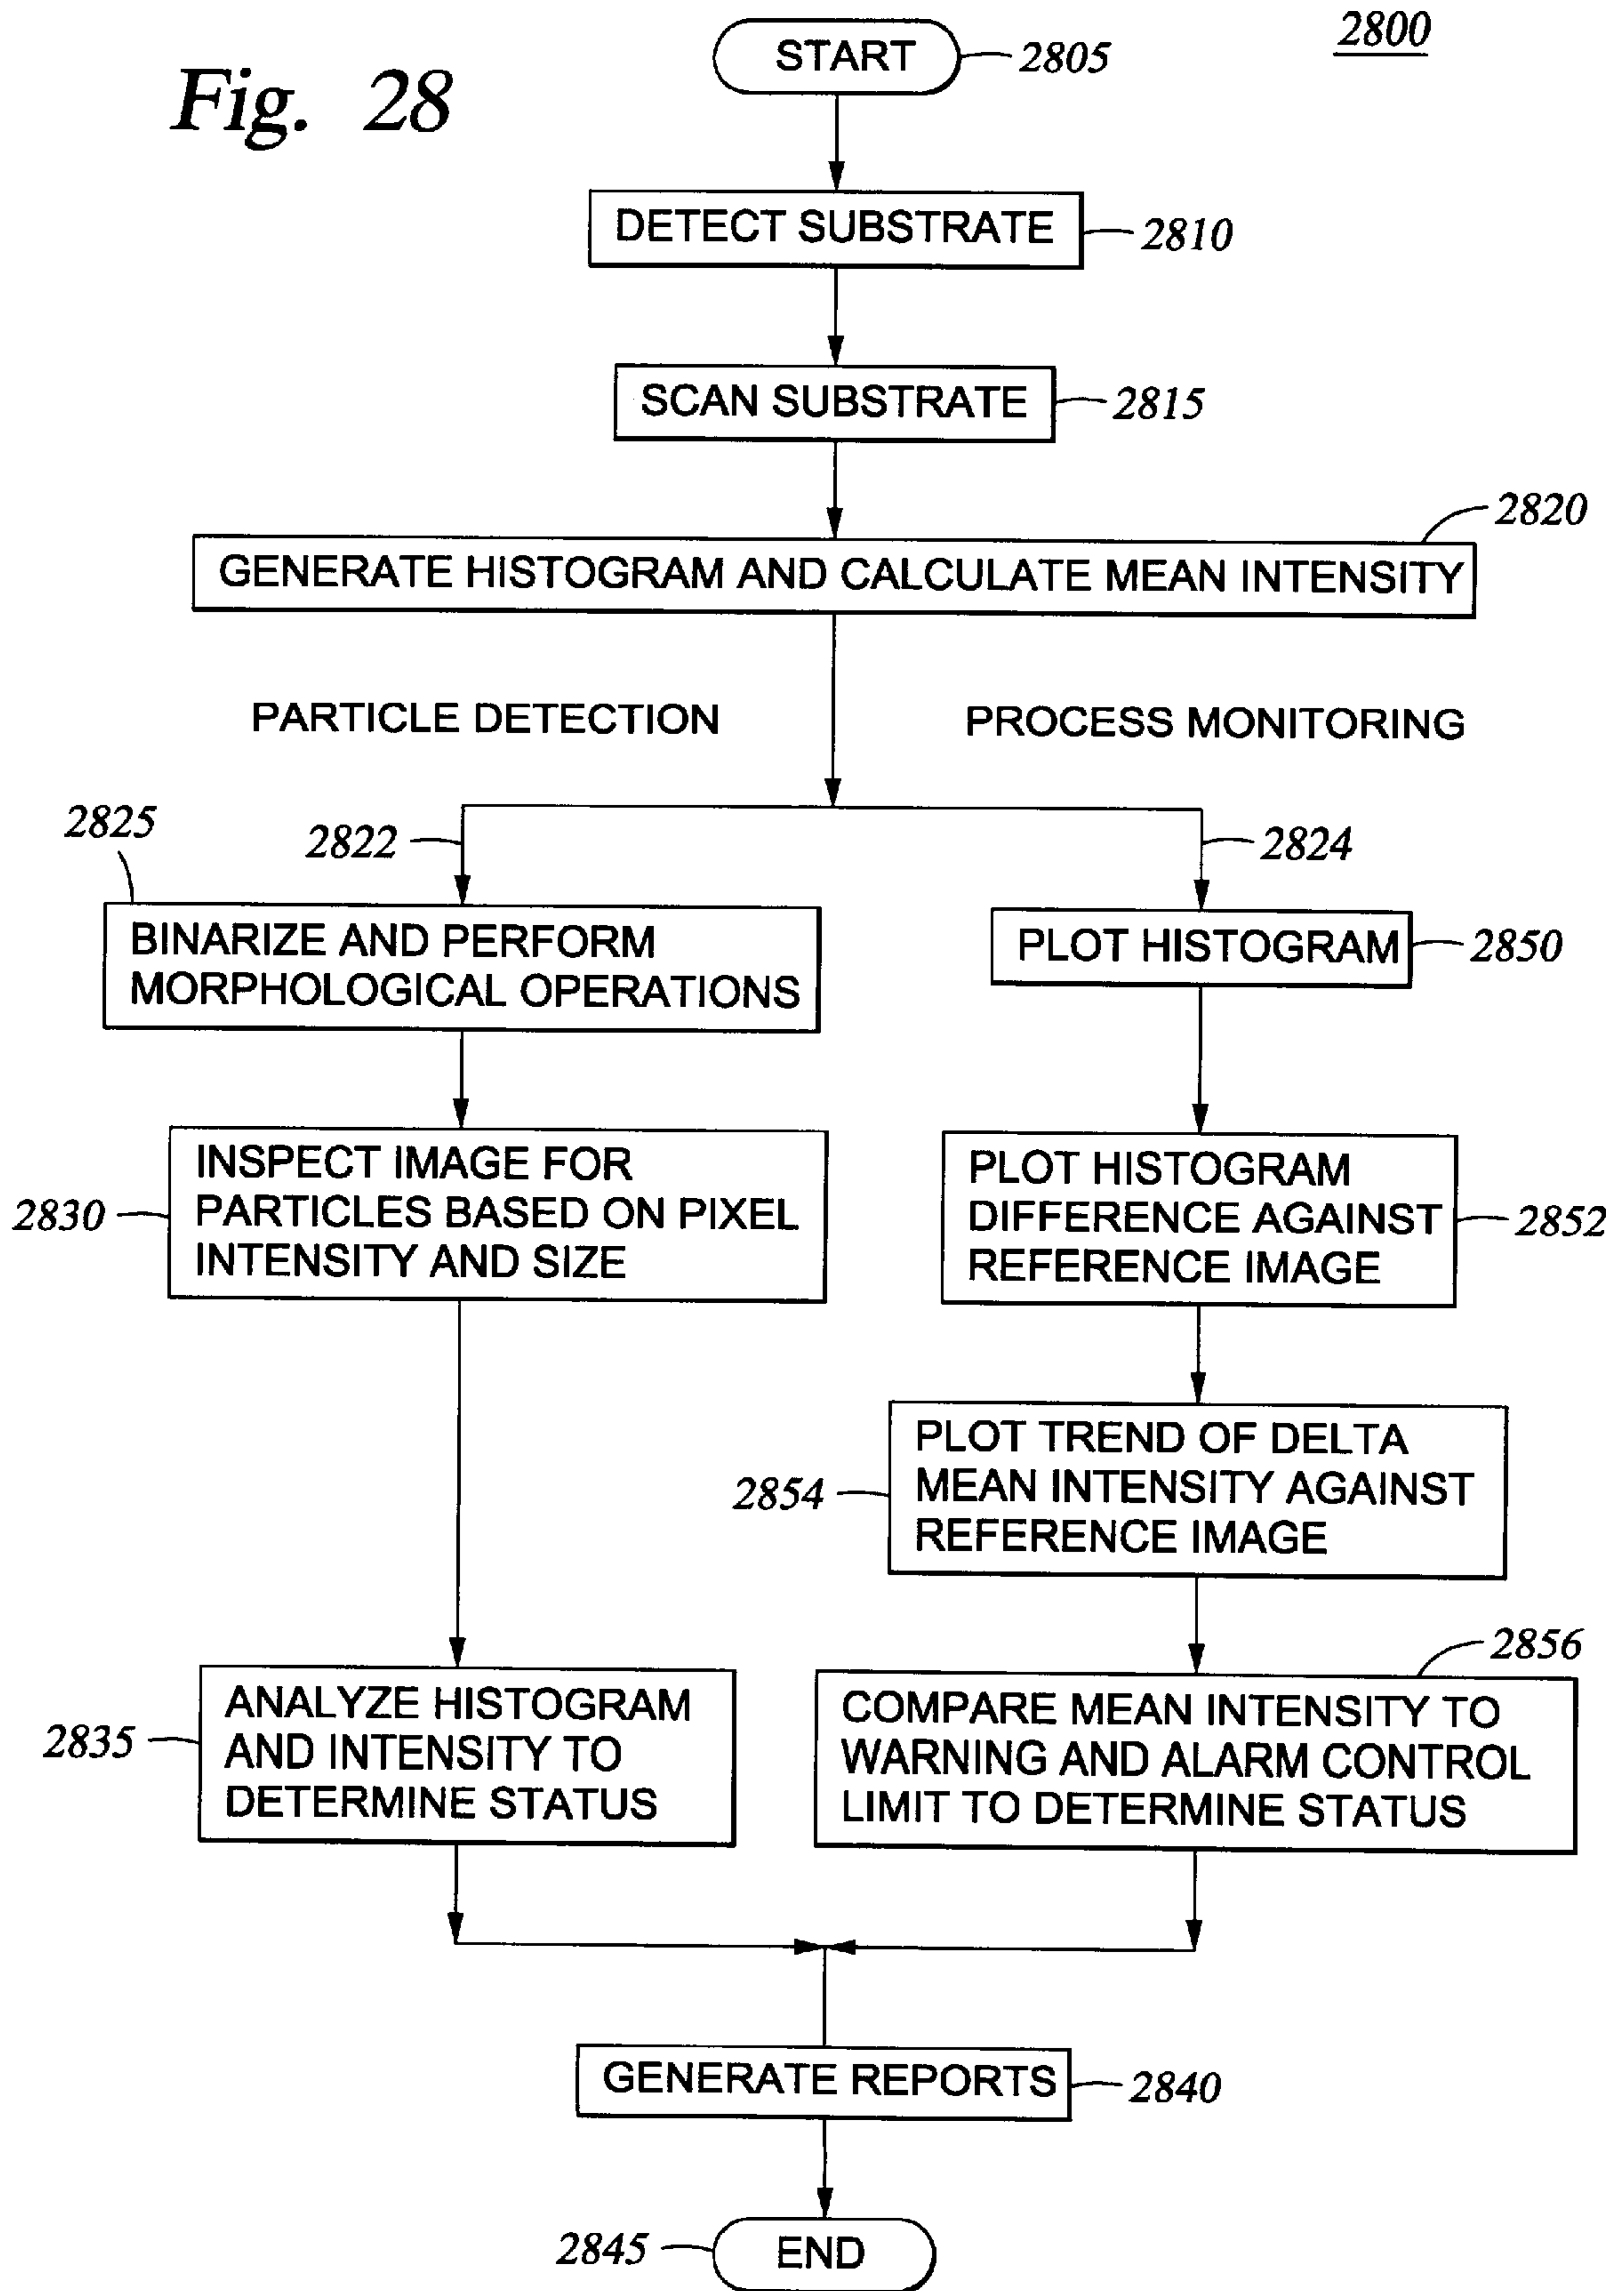 Fig. 28
2800
START
2805
DETECT SUBSTRATE
2810
SCAN SUBSTRATE
2815
2820
GENERATE HISTOGRAM AND CALCULATE MEAN INTENSITY
PARTICLE DETECTION
PROCESS MONITORING
2825
2822
2824
BINARIZE AND PERFORM
MORPHOLOGICAL OPERATIONS
PLOT HISTOGRAM
2850
2830
INSPECT IMAGE FOR
PARTICLES BASED ON PIXEL
INTENSITY AND SIZE
PLOT HISTOGRAM
DIFFERENCE AGAINST
REFERENCE IMAGE
2852
2854
PLOT TREND OF DELTA
MEAN INTENSITY AGAINST
REFERENCE IMAGE
2835
ANALYZE HISTOGRAM
AND INTENSITY TO
DETERMINE STATUS
2856
COMPARE MEAN INTENSITY TO
WARNING AND ALARM CONTROL
LIMIT TO DETERMINE STATUS
GENERATE REPORTS
2840
2845
END